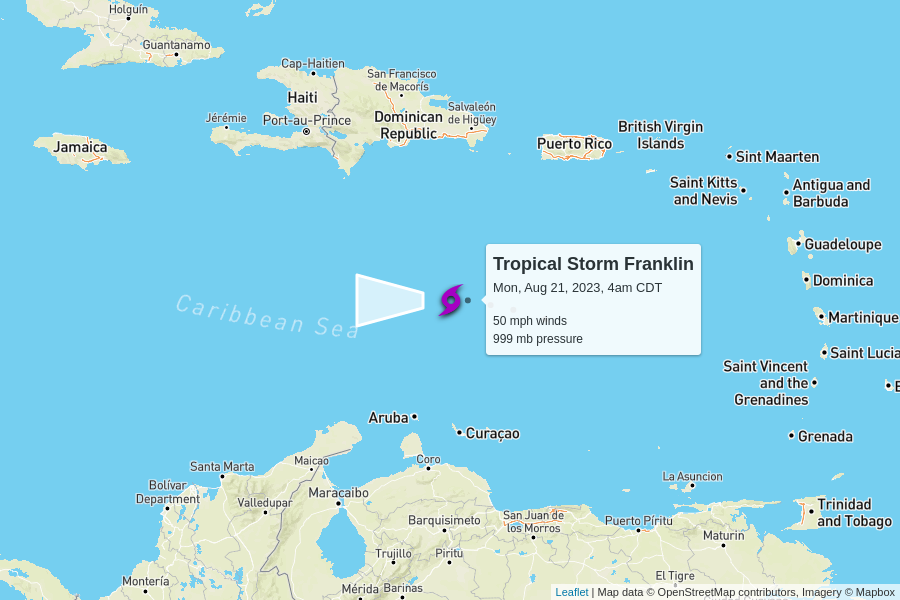 Holguín
Guantanamo
Cap-Haitien
San Francisco
de Macorís
Haiti
Salvaleón
de Higüey
Jérémie
Port-au-Prince
Dominican
Republic
British Virgin
Islands
Jamaica
Puerto Rico
Sint Maarten
Saint Kitts
and Nevis
Antigua and
Barbuda
Guadeloupe
Tropical Storm Franklin
Mon, Aug 21, 2023, 4am CDT
50 mph winds
999 mb pressure
Dominica
Caribbean Sea
Martinique
Saint Lucia
Saint Vincent
and the
Grenadines
Aruba
Curaçao
Grenada
Santa Marta
Maicao
Coro
La Asuncion
Bolívar
Department
Valledupar
Maracaibo
Barquisimeto
San Juan de
los Morros
Puerto Píritu
Trinidad
and Tobago
Maturin
Trujillo
Piritu
Montería
Mérida
Barinas
El Tigre
Leaflet | Map data © OpenStreetMap contributors, Imagery © Mapbox